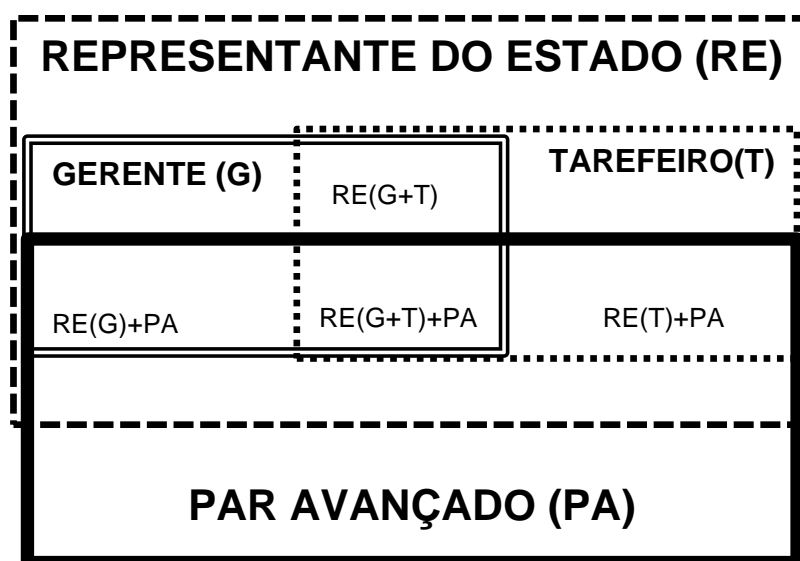 REPRESENTANTE DO ESTADO (RE)
GERENTE (G)
TAREFEIRO(T)
RE(G+T)
RE(G)+PA
RE(G+T)+PA
RE(T)+PA
PAR AVANÇADO (PA)